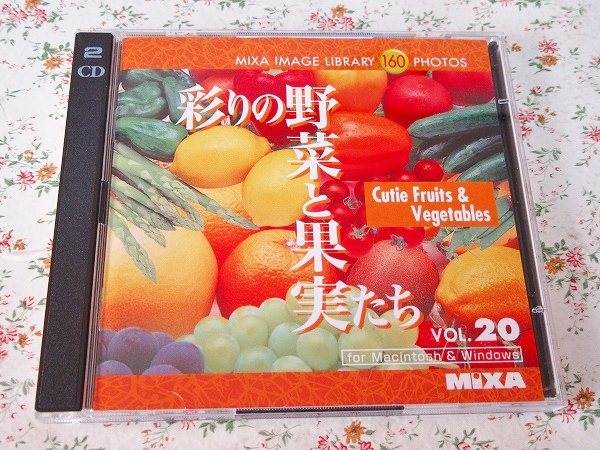 2
CD
MIXA IMAGE LIBRARY 160 PHOTOS
彩りの野菜と果実たち
Cutie Fruits &
Vegetables
VOL.20
for Macintosh & Windows
MIXA